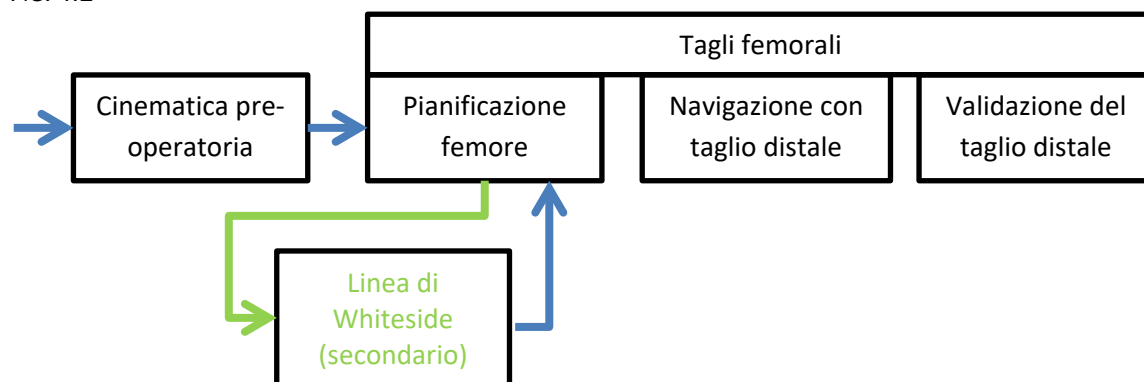 Tagli femorali
Cinematica pre-
operatoria
Pianificazione
femore
Navigazione con
taglio distale
Validazione del
taglio distale
Linea di
Whiteside
(secondario)